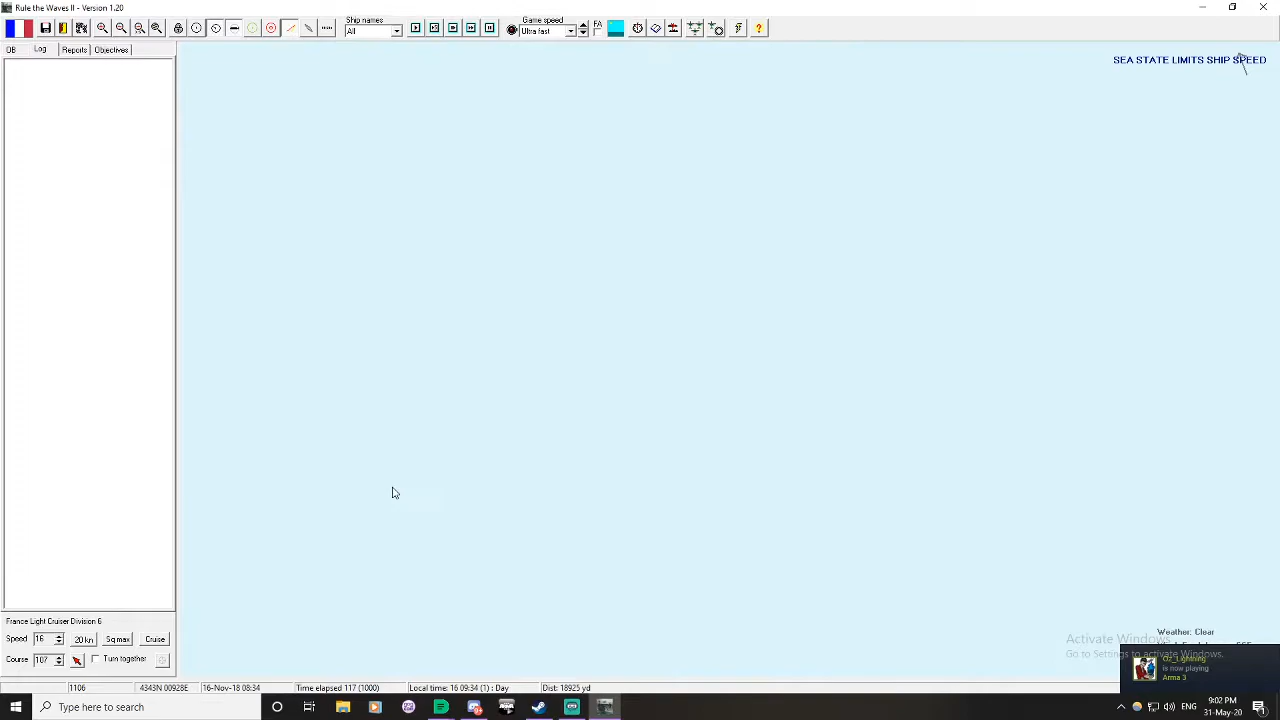 Rule the Waves II - Version 1.20
Ship names
All
Game speed
Ultra fast
FA
?
OB Log Reports Objectives
SEA STATE LIMITS SHIP SPEED
France Light Cruiser Division 6
Speed 16 20 kn Sq max Cruise
Course 107 Turn together
Weather: Clear
Activate Windows
Go to Settings to activate Windows.
Oz_Lightning
is now playing
Arma 3
1106 4343N 00928E 16-Nov-18 08:34 Time elapsed 117 (1000) Local time: 16 09:34 (1) : Day Dist: 18925 yd
Type here to search
ENG
9:02 PM
31-May-20